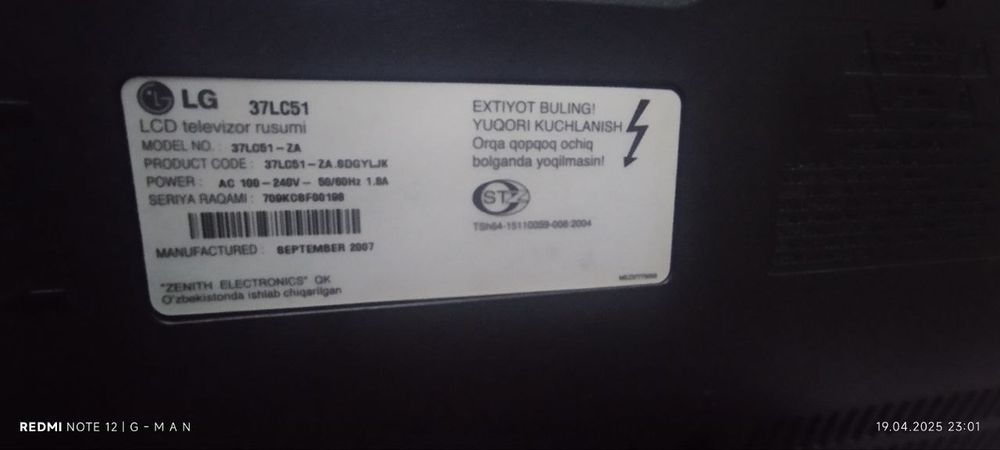 LG 37LC51
LCD televizor rusumi
MODEL NO. : 37LC51-ZA
PRODUCT CODE : 37LC51-ZA.BDGYLJK
POWER : AC 100-240V~ 50/60Hz 1.8A
SERIYA RAQAMI : 709KCBF00198
MANUFACTURED : SEPTEMBER 2007
"ZENITH ELECTRONICS" QK
O'zbekistonda ishlab chiqarilgan
EXTIYOT BULING!
YUQORI KUCHLANISH
Orqa qopqoq ochiq
bolganda yoqilmasin!
STZ
TSh64-15110059-008:2004
REDMI NOTE 12 | G - M A N
19.04.2025 23:01